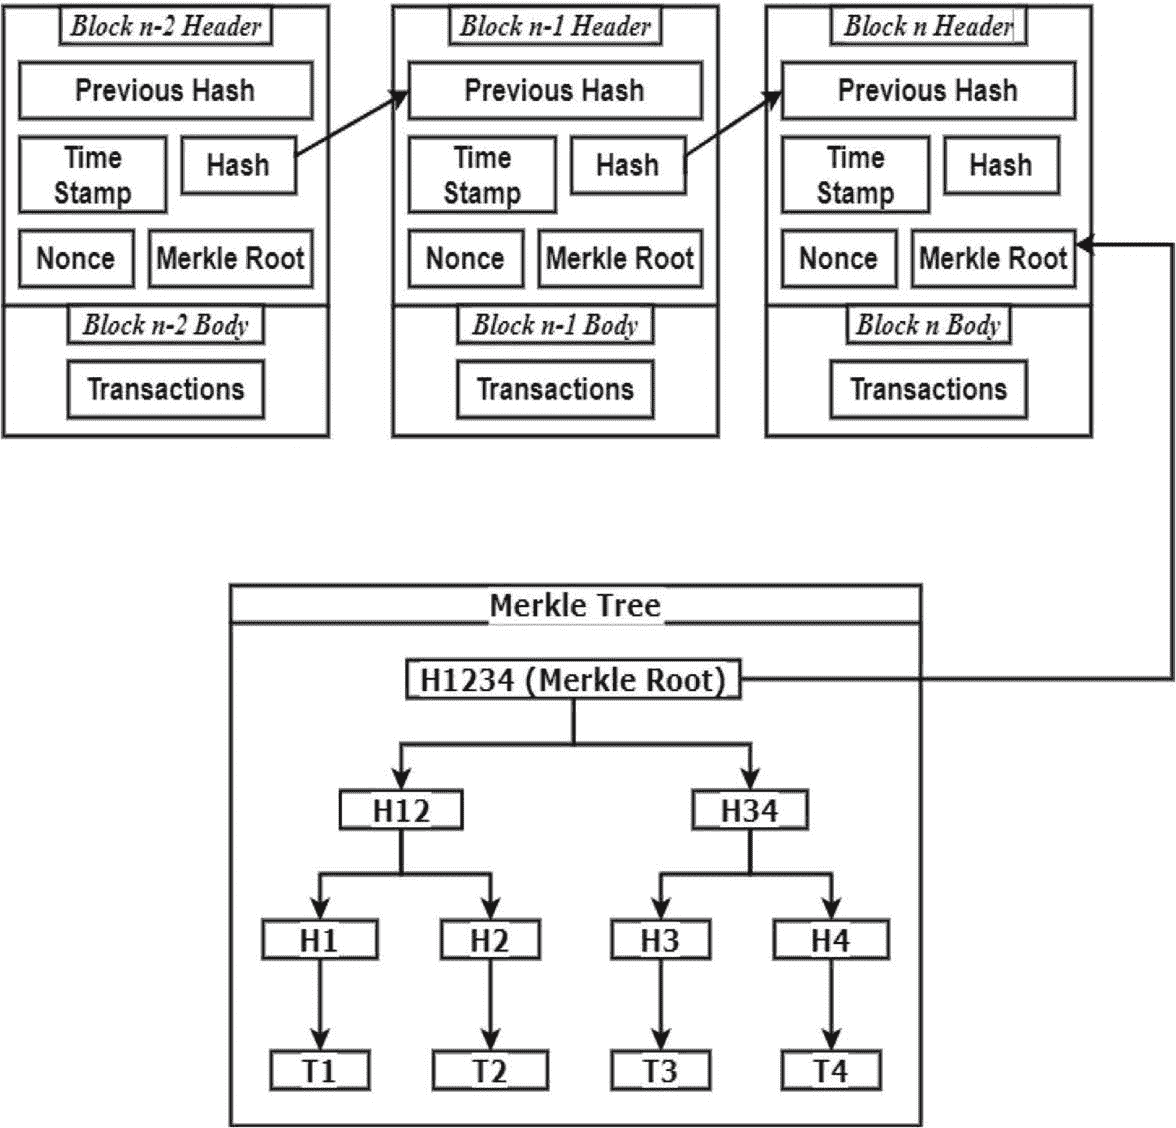 Block n-2 Header
Previous Hash
Time
Stamp
Hash
Nonce
Merkle Root
Block n-2 Body
Transactions
Block n-1 Header
Previous Hash
Time
Stamp
Hash
Nonce
Merkle Root
Block n-1 Body
Transactions
Block n Header
Previous Hash
Time
Stamp
Hash
Nonce
Merkle Root
Block n Body
Transactions
Merkle Tree
H1234 (Merkle Root)
H12
H34
H1
H2
H3
H4
T1
T2
T3
T4